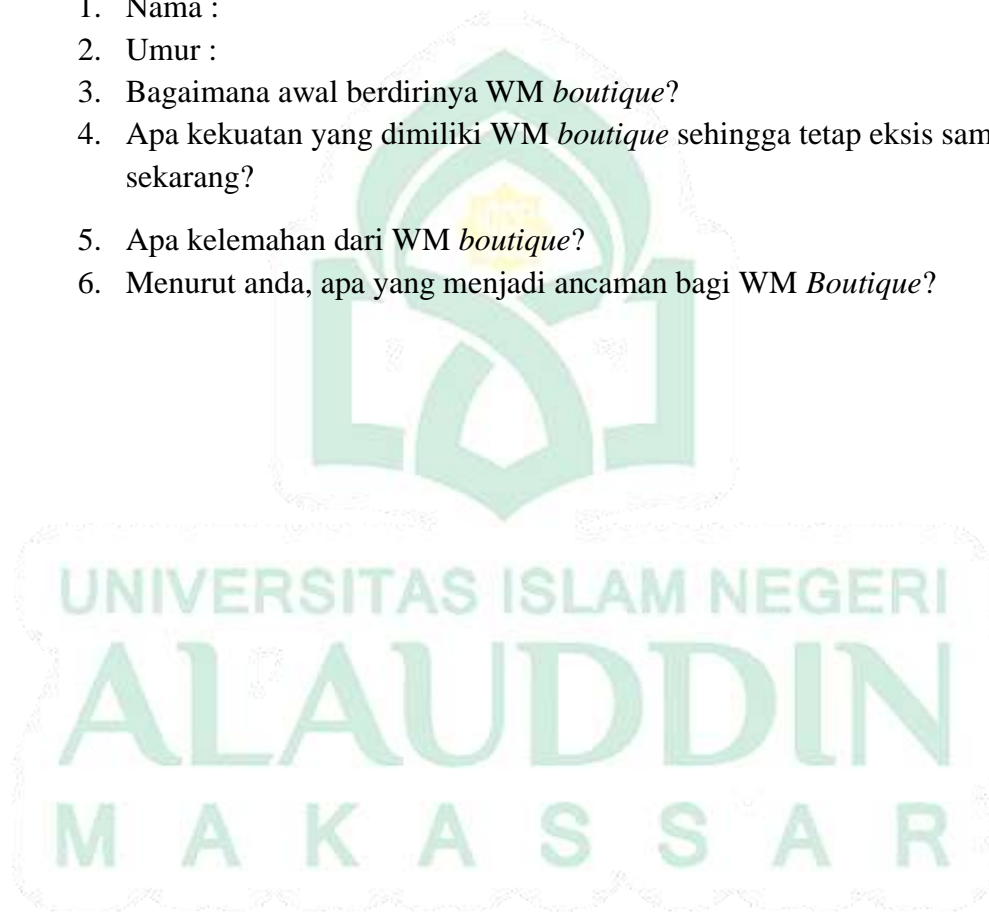 1. Nama :
2. Umur :
3. Bagaimana awal berdirinya WM boutique?
4. Apa kekuatan yang dimiliki WM boutique sehingga tetap eksis sam
sekarang?
5. Apa kelemahan dari WM boutique?
6. Menurut anda, apa yang menjadi ancaman bagi WM Boutique?
UNIVERSITAS ISLAM NEGERI
ALAUDDIN
MAKASSAR